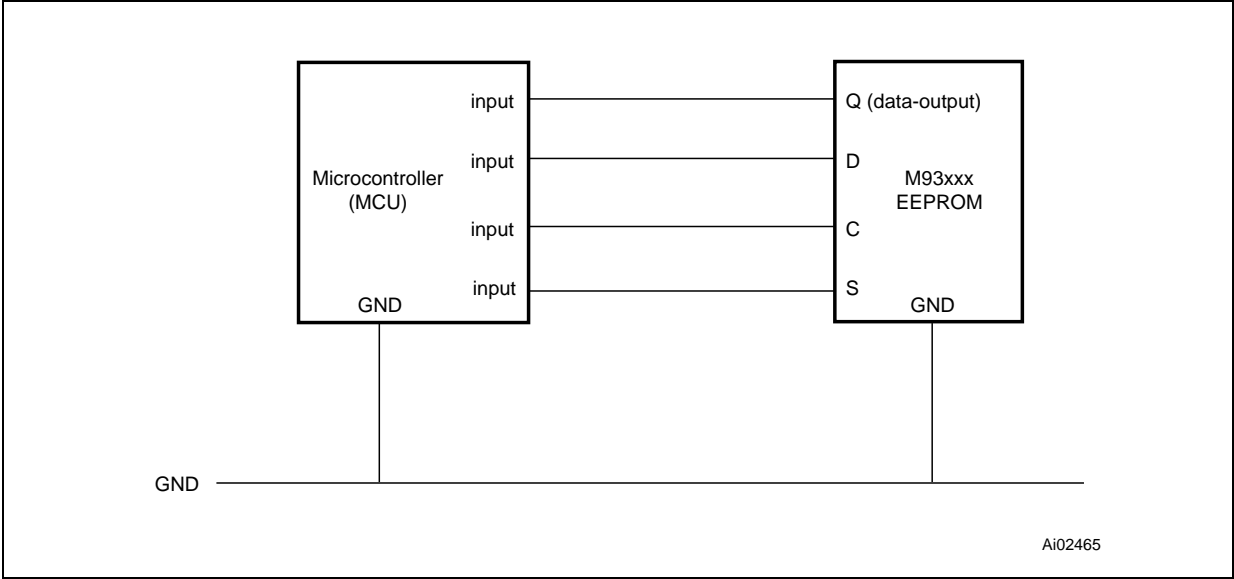 input
Q (data-output)
input
D
Microcontroller
(MCU)
M93xxx
EEPROM
input
C
input
S
GND
GND
GND
Ai02465